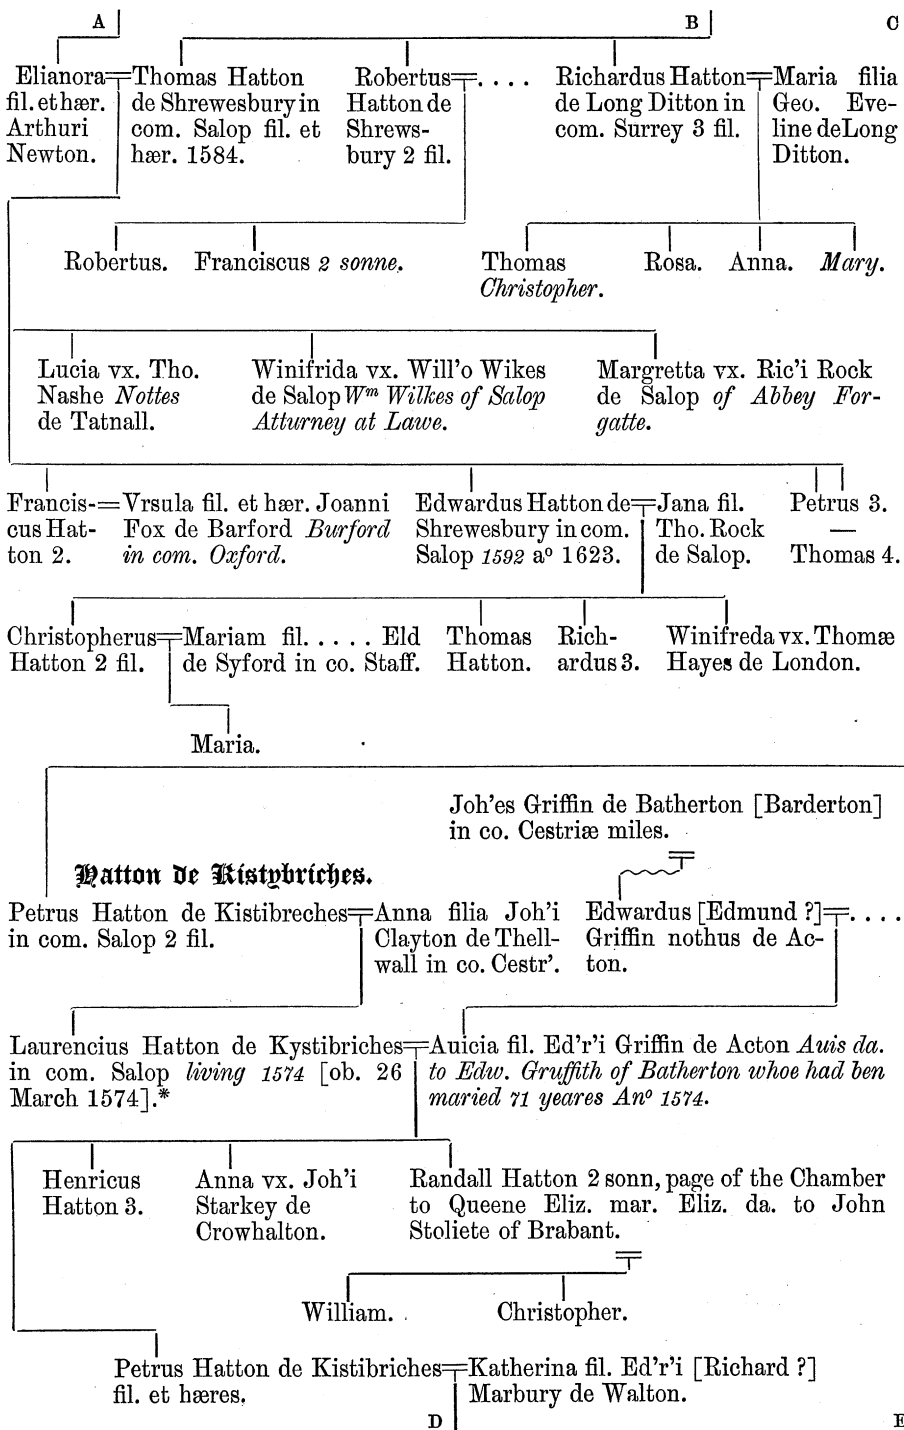 A B C
Elianora
fil. et hær.
Arthuri
Newton.
Thomas Hatton
de Shrewesbury in
com. Salop fil. et
hær. 1584.
Robertus
Hatton de
Shrews-
bury 2 fil.
. . . .
Richardus Hatton
de Long Ditton in
com. Surrey 3 fil.
Maria filia
Geo. Eve-
line de Long
Ditton.
Robertus.
Franciscus 2 sonne.
Thomas
Christopher.
Rosa.
Anna.
Mary.
Lucia vx. Tho.
Nashe Nottes
de Tatnall.
Winifrida vx. Will'o Wikes
de Salop Wm Wilkes of Salop
Atturney at Lawe.
Margretta vx. Ric'i Rock
de Salop of Abbey For-
gatte.
Francis-
cus Hat-
ton 2.
Vrsula fil. et hær. Joanni
Fox de Barford Burford
in com. Oxford.
Edwardus Hatton de
Shrewesbury in com.
Salop 1592 aº 1623.
Jana fil.
Tho. Rock
de Salop.
Petrus 3.
—
Thomas 4.
Christopherus
Hatton 2 fil.
Mariam fil. . . . . . Eld
de Syford in co. Staff.
Thomas
Hatton.
Rich-
ardus 3.
Winifreda vx. Thomæ
Hayes de London.
Maria.
Joh'es Griffin de Batherton [Barderton]
in co. Cestriæ miles.
Hatton de Kistybriches.
Petrus Hatton de Kistibreches
in com. Salop 2 fil.
Anna filia Joh'i
Clayton de Thell-
wall in co. Cestr'.
Edwardus [Edmund ?]
Griffin nothus de Ac-
ton.
. . . .
Laurencius Hatton de Kystibriches
in com. Salop living 1574 [ob. 26
March 1574].*
Auicia fil. Ed'r'i Griffin de Acton Auis da.
to Edw. Gruffith of Batherton whoe had ben
maried 71 yeares Anº 1574.
Henricus
Hatton 3.
Anna vx. Joh'i
Starkey de
Crowhalton.
Randall Hatton 2 sonn, page of the Chamber
to Queene Eliz. mar. Eliz. da. to John
Stoliete of Brabant.
William.
Christopher.
Petrus Hatton de Kistibriches
fil. et hæres.
Katherina fil. Ed'r'i [Richard ?]
Marbury de Walton.
D E